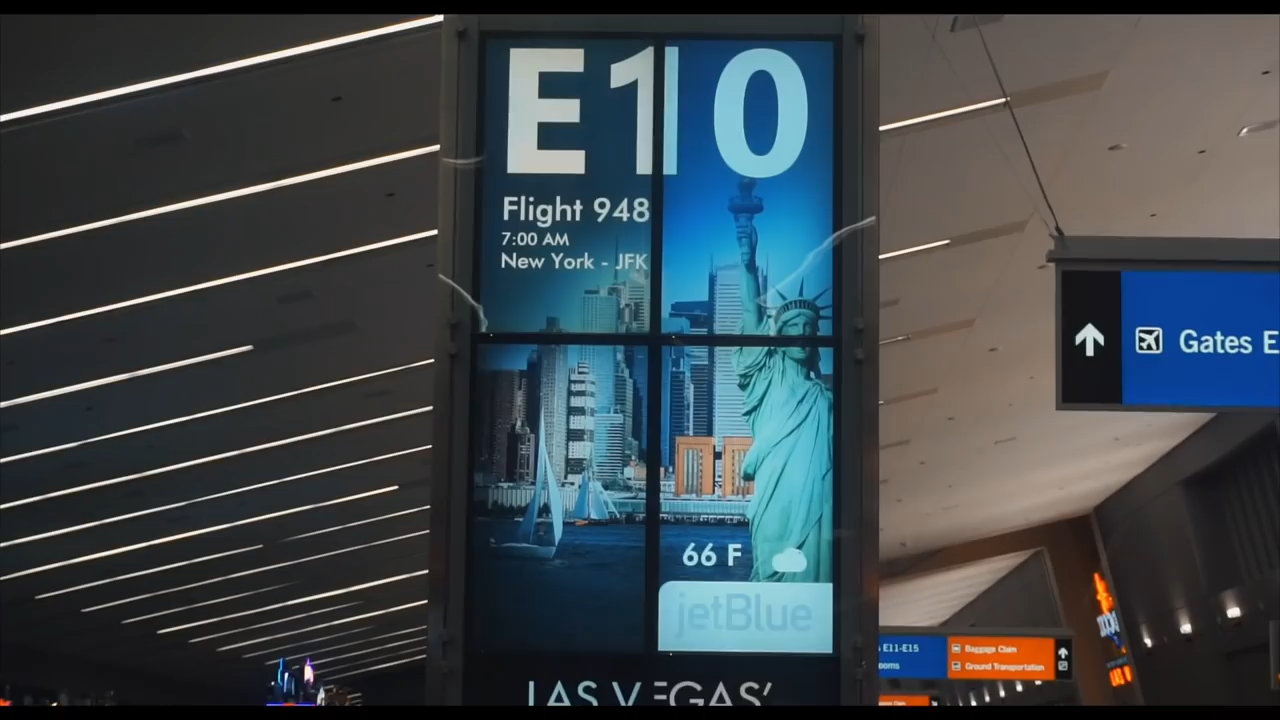 E10
Flight 948
7:00 AM
New York - JFK
66 F
jetBlue
LAS VEGAS'
Gates E
E11-E15
Baggage Claim
Ground Transportation